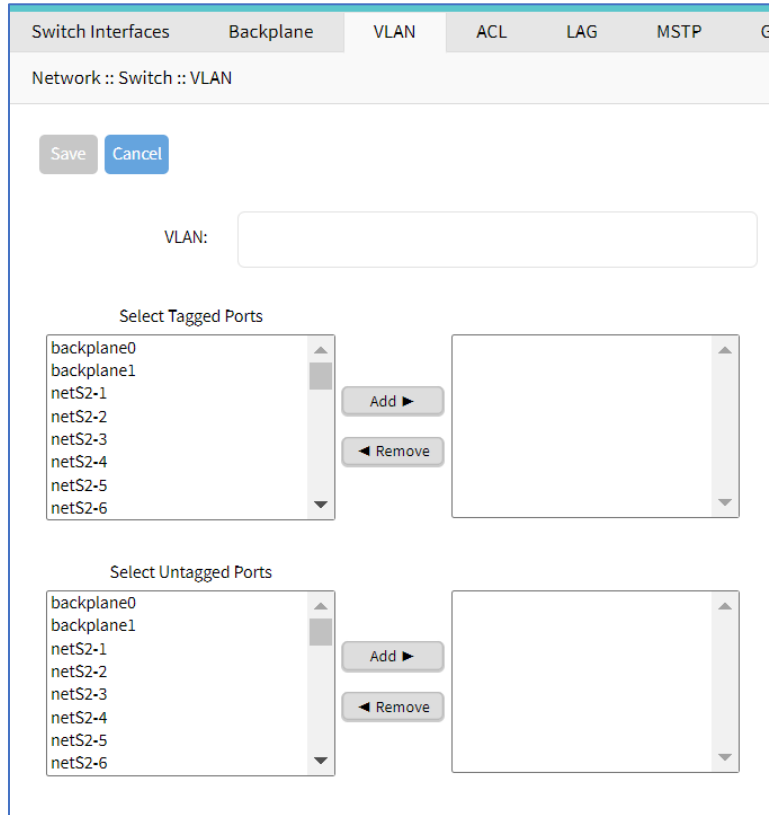 Switch Interfaces Backplane VLAN ACL LAG MSTP
Network :: Switch :: VLAN
Save Cancel
VLAN:
Select Tagged Ports
backplane0
backplane1
netS2-1
netS2-2
netS2-3
netS2-4
netS2-5
netS2-6
Add ►
◄ Remove
Select Untagged Ports
backplane0
backplane1
netS2-1
netS2-2
netS2-3
netS2-4
netS2-5
netS2-6
Add ►
◄ Remove